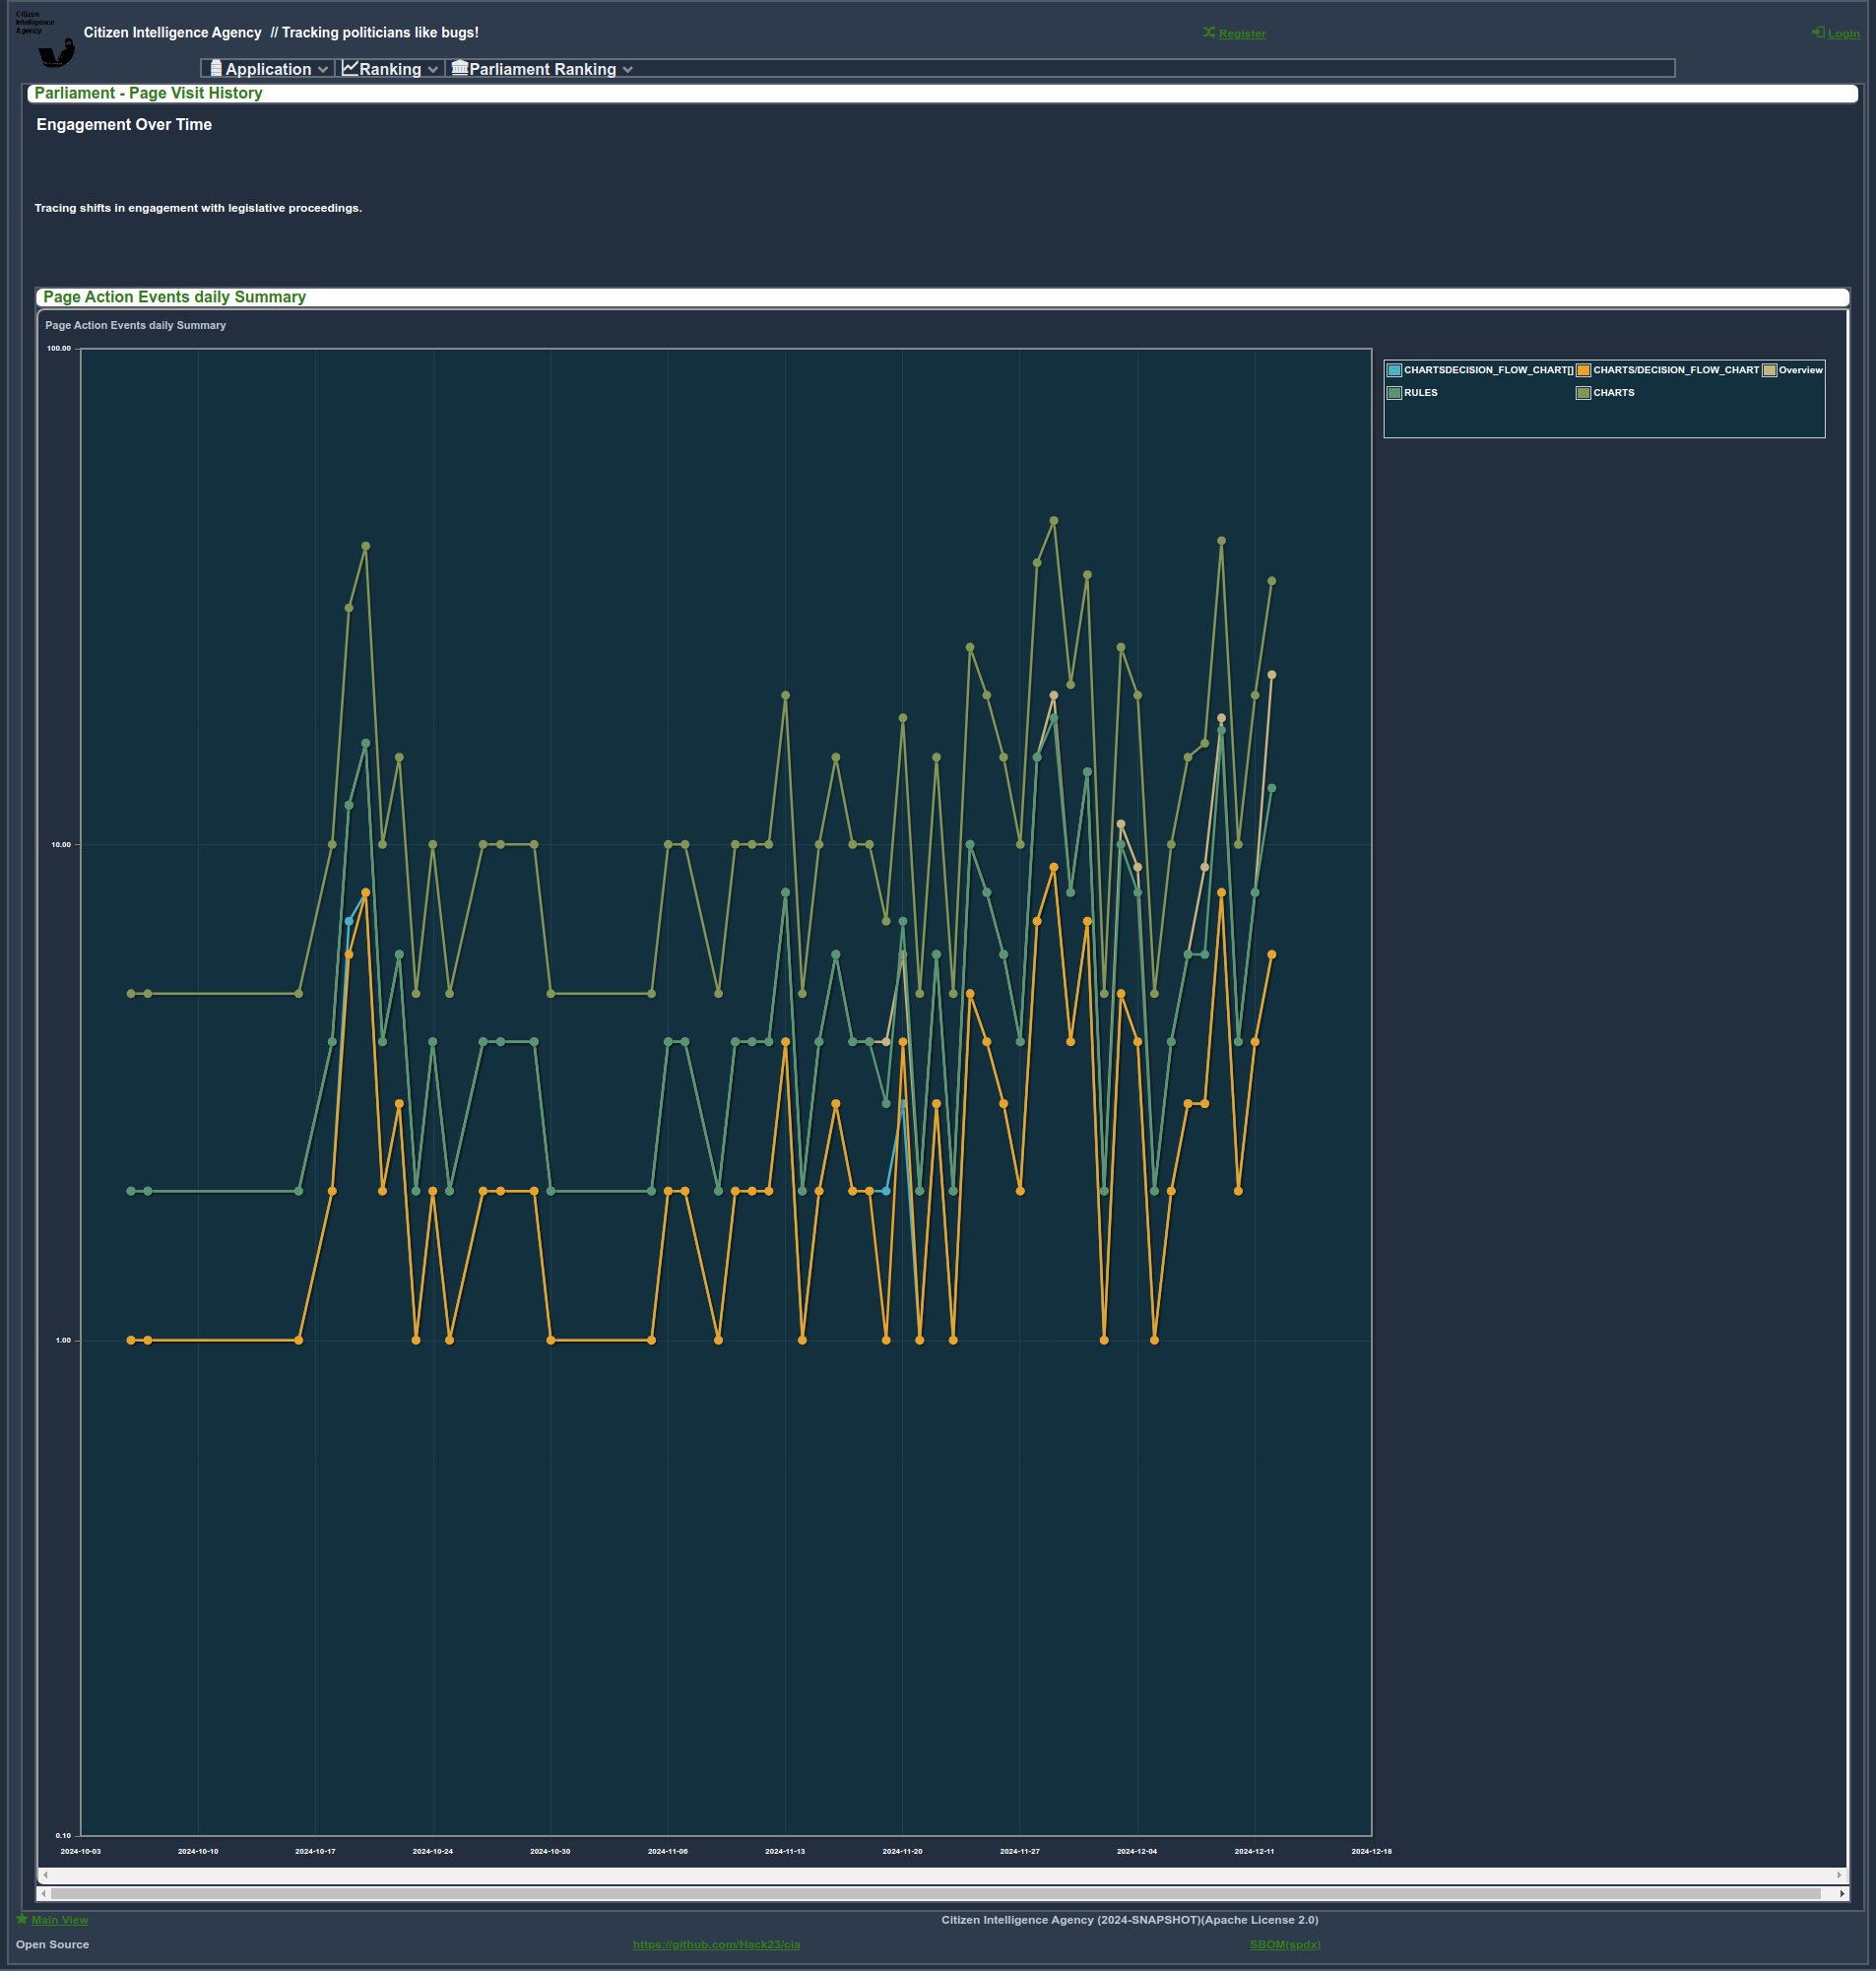 Citizen
Intelligence
Agency
Citizen Intelligence Agency // Tracking politicians like bugs!
Register
Login
Application
Ranking
Parliament Ranking
Parliament - Page Visit History
Engagement Over Time
Tracing shifts in engagement with legislative proceedings.
Page Action Events daily Summary
Page Action Events daily Summary
100.00
10.00
1.00
0.10
CHARTSDECISION_FLOW_CHART[]
CHARTS/DECISION_FLOW_CHART
Overview
RULES
CHARTS
2024-10-03
2024-10-10
2024-10-17
2024-10-24
2024-10-30
2024-11-06
2024-11-13
2024-11-20
2024-11-27
2024-12-04
2024-12-11
2024-12-18
Main View
Citizen Intelligence Agency (2024-SNAPSHOT)(Apache License 2.0)
Open Source
https://github.com/Hack23/cia
SBOM(spdx)